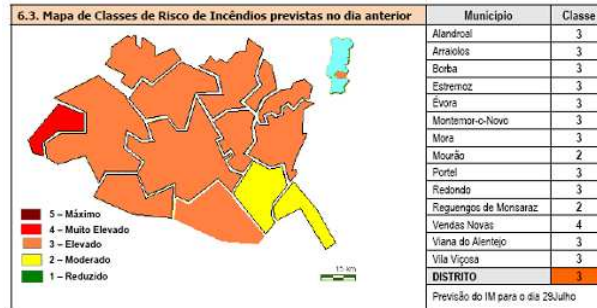 6.3. Mapa de Classes de Risco de Incêndios previstas no dia anterior
5 – Máximo
4 – Muito Elevado
3 – Elevado
2 – Moderado
1 – Reduzido
15 km
Município Classe
Alandroal 3
Arraiolos 3
Borba 3
Estremoz 3
Évora 3
Montemor-o-Novo 3
Mora 3
Mourão 2
Portel 3
Redondo 3
Reguengos de Monsaraz 2
Vendas Novas 4
Viana do Alentejo 3
Vila Viçosa 3
DISTRITO 3
Previsão do IM para o dia 29Julho